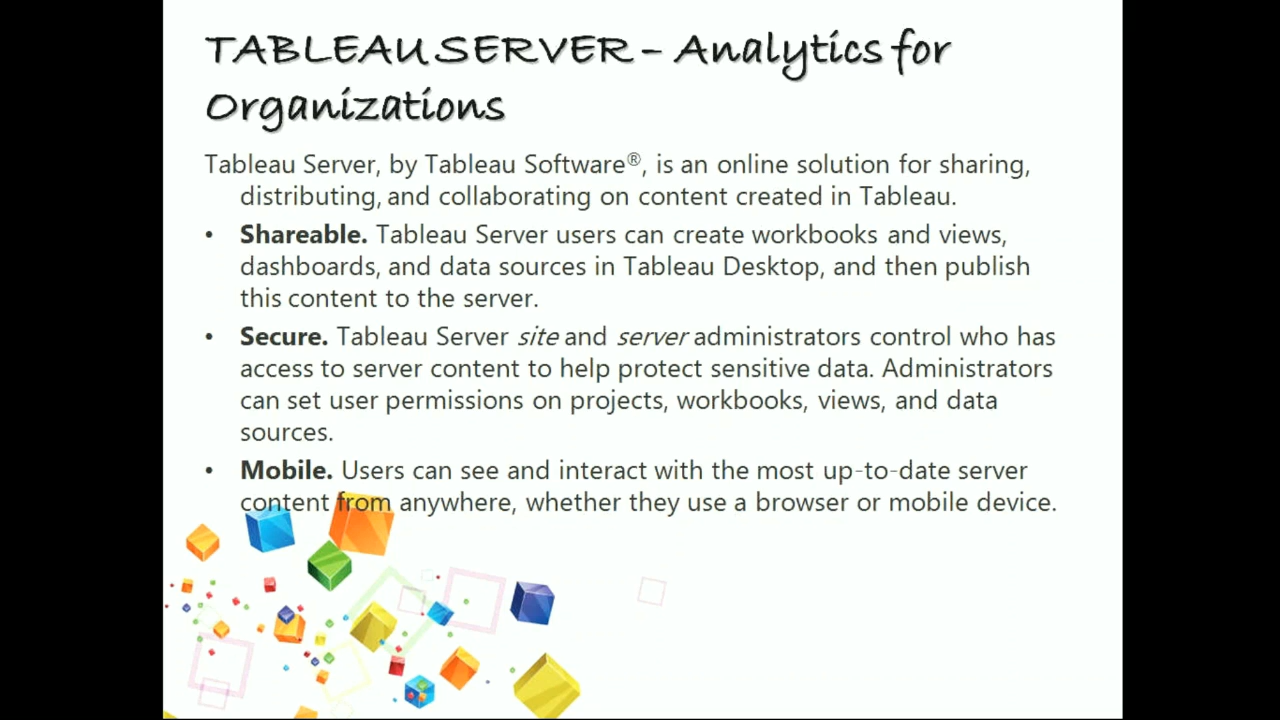 TABLEAU SERVER – Analytics for
Organizations
Tableau Server, by Tableau Software®, is an online solution for sharing,
distributing, and collaborating on content created in Tableau.
• Shareable. Tableau Server users can create workbooks and views,
dashboards, and data sources in Tableau Desktop, and then publish
this content to the server.
• Secure. Tableau Server site and server administrators control who has
access to server content to help protect sensitive data. Administrators
can set user permissions on projects, workbooks, views, and data
sources.
• Mobile. Users can see and interact with the most up-to-date server
content from anywhere, whether they use a browser or mobile device.